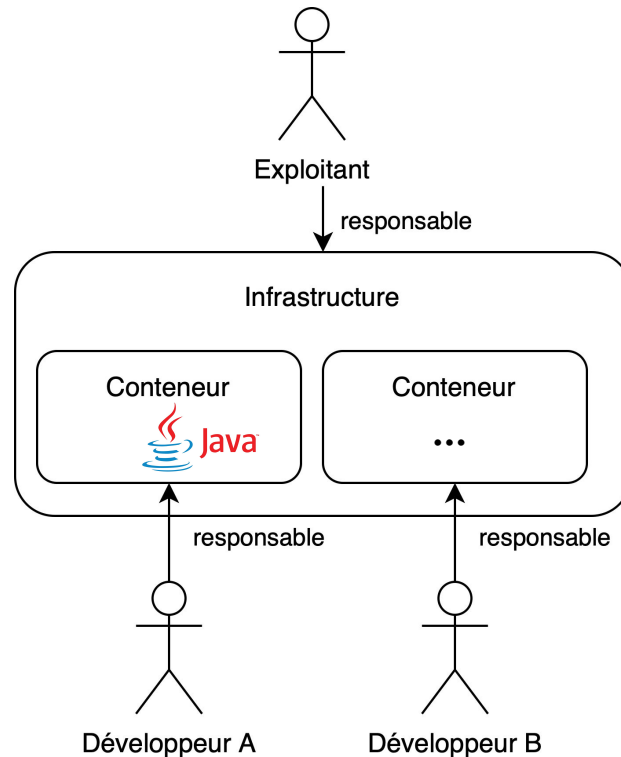 Exploitant
responsable
Infrastructure
Conteneur
Java
Conteneur
...
responsable
responsable
Développeur A
Développeur B